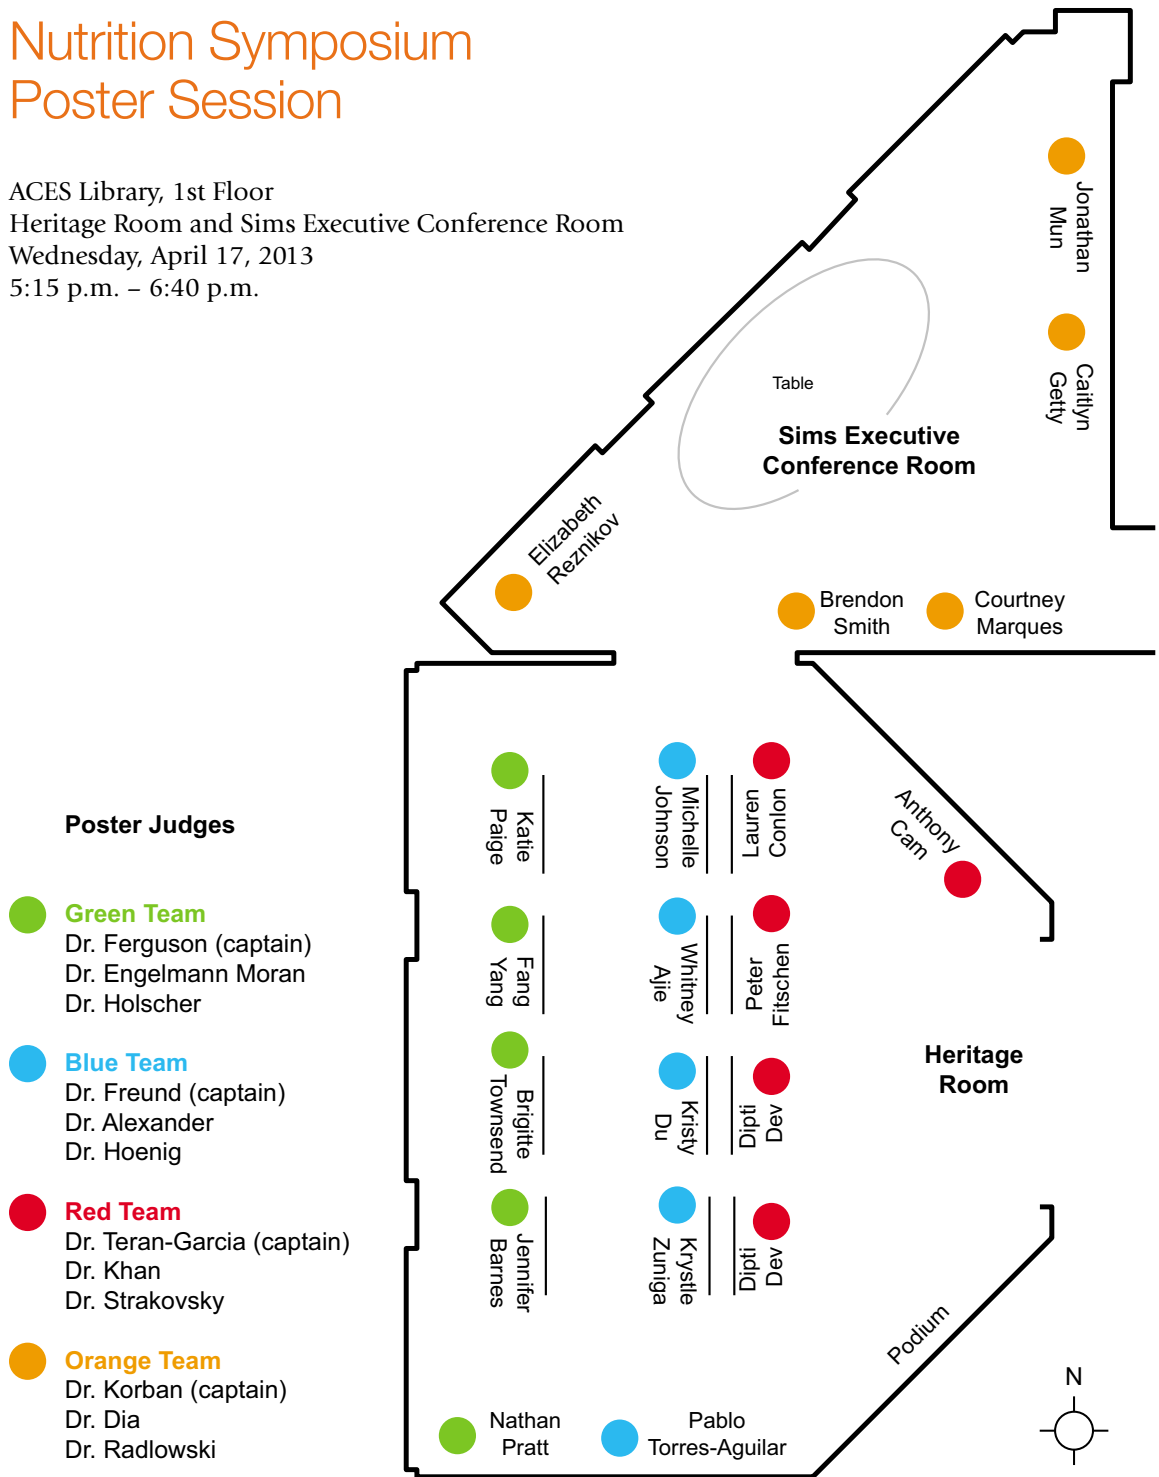 Nutrition Symposium
Poster Session
ACES Library, 1st Floor
Heritage Room and Sims Executive Conference Room
Wednesday, April 17, 2013
5:15 p.m. – 6:40 p.m.
Jonathan
Mun
Caitlyn
Getty
Table
Sims Executive
Conference Room
Elizabeth
Reznikov
Brendon
Smith
Courtney
Marques
Katie
Paige
Michelle
Johnson
Lauren
Conlon
Anthony
Cam
Fang
Yang
Whitney
Ajie
Peter
Fitschen
Heritage
Room
Brigitte
Townsend
Kristy
Du
Dipti
Dev
Jennifer
Barnes
Krystle
Zuniga
Dipti
Dev
Podium
Nathan
Pratt
Pablo
Torres-Aguilar
N
Poster Judges
Green Team
Dr. Ferguson (captain)
Dr. Engelmann Moran
Dr. Holscher
Blue Team
Dr. Freund (captain)
Dr. Alexander
Dr. Hoenig
Red Team
Dr. Teran-Garcia (captain)
Dr. Khan
Dr. Strakovsky
Orange Team
Dr. Korban (captain)
Dr. Dia
Dr. Radlowski